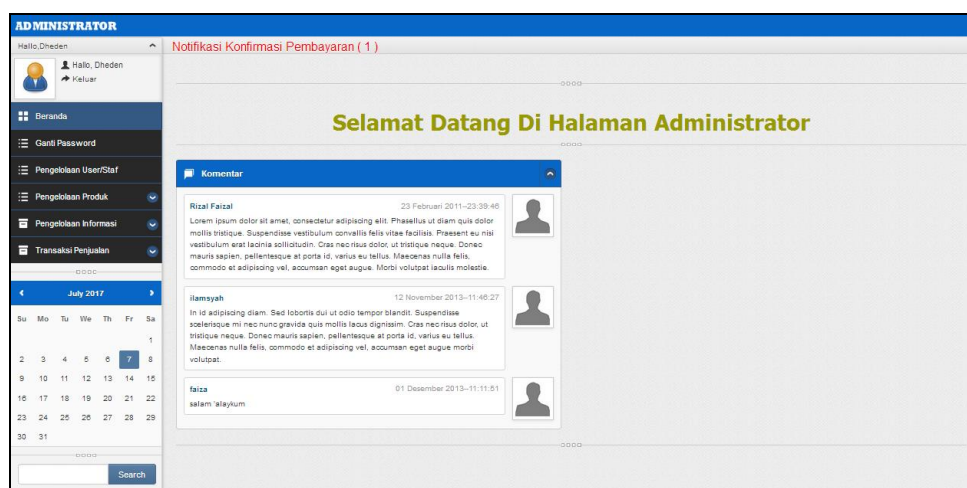 ADMINISTRATOR
Hallo,Dheden
Hallo, Dheden
Keluar
Beranda
Ganti Password
Pengelolaan User/Staf
Pengelolaan Produk
Pengelolaan Informasi
Transaksi Penjualan
July 2017
Su Mo Tu We Th Fr Sa
1
2 3 4 5 6 7 8
9 10 11 12 13 14 15
16 17 18 19 20 21 22
23 24 25 26 27 28 29
30 31
Search
Notifikasi Konfirmasi Pembayaran ( 1 )
Selamat Datang Di Halaman Administrator
Komentar
Rizal Faizal 23 Februari 2011--23:39:46
Lorem ipsum dolor sit amet, consectetur adipiscing elit. Phasellus ut diam quis dolor
mollis tristique. Suspendisse vestibulum convallis felis vitae facilisis. Praesent eu nisi
vestibulum erat lacinia sollicitudin. Cras nec risus dolor, ut tristique neque. Donec
mauris sapien, pellentesque at porta id, varius eu tellus. Maecenas nulla felis,
commodo et adipiscing vel, accumsan eget augue. Morbi volutpat iaculis molestie.
ilamsyah 12 November 2013--11:46:27
In id adipiscing diam. Sed lobortis dui ut odio tempor blandit. Suspendisse
scelerisque mi nec nunc gravida quis mollis lacus dignissim. Cras nec risus dolor, ut
tristique neque. Donec mauris sapien, pellentesque at porta id, varius eu tellus.
Maecenas nulla felis, commodo et adipiscing vel, accumsan eget augue morbi
volutpat.
faiza 01 Desember 2013--11:11:51
salam 'alaykum